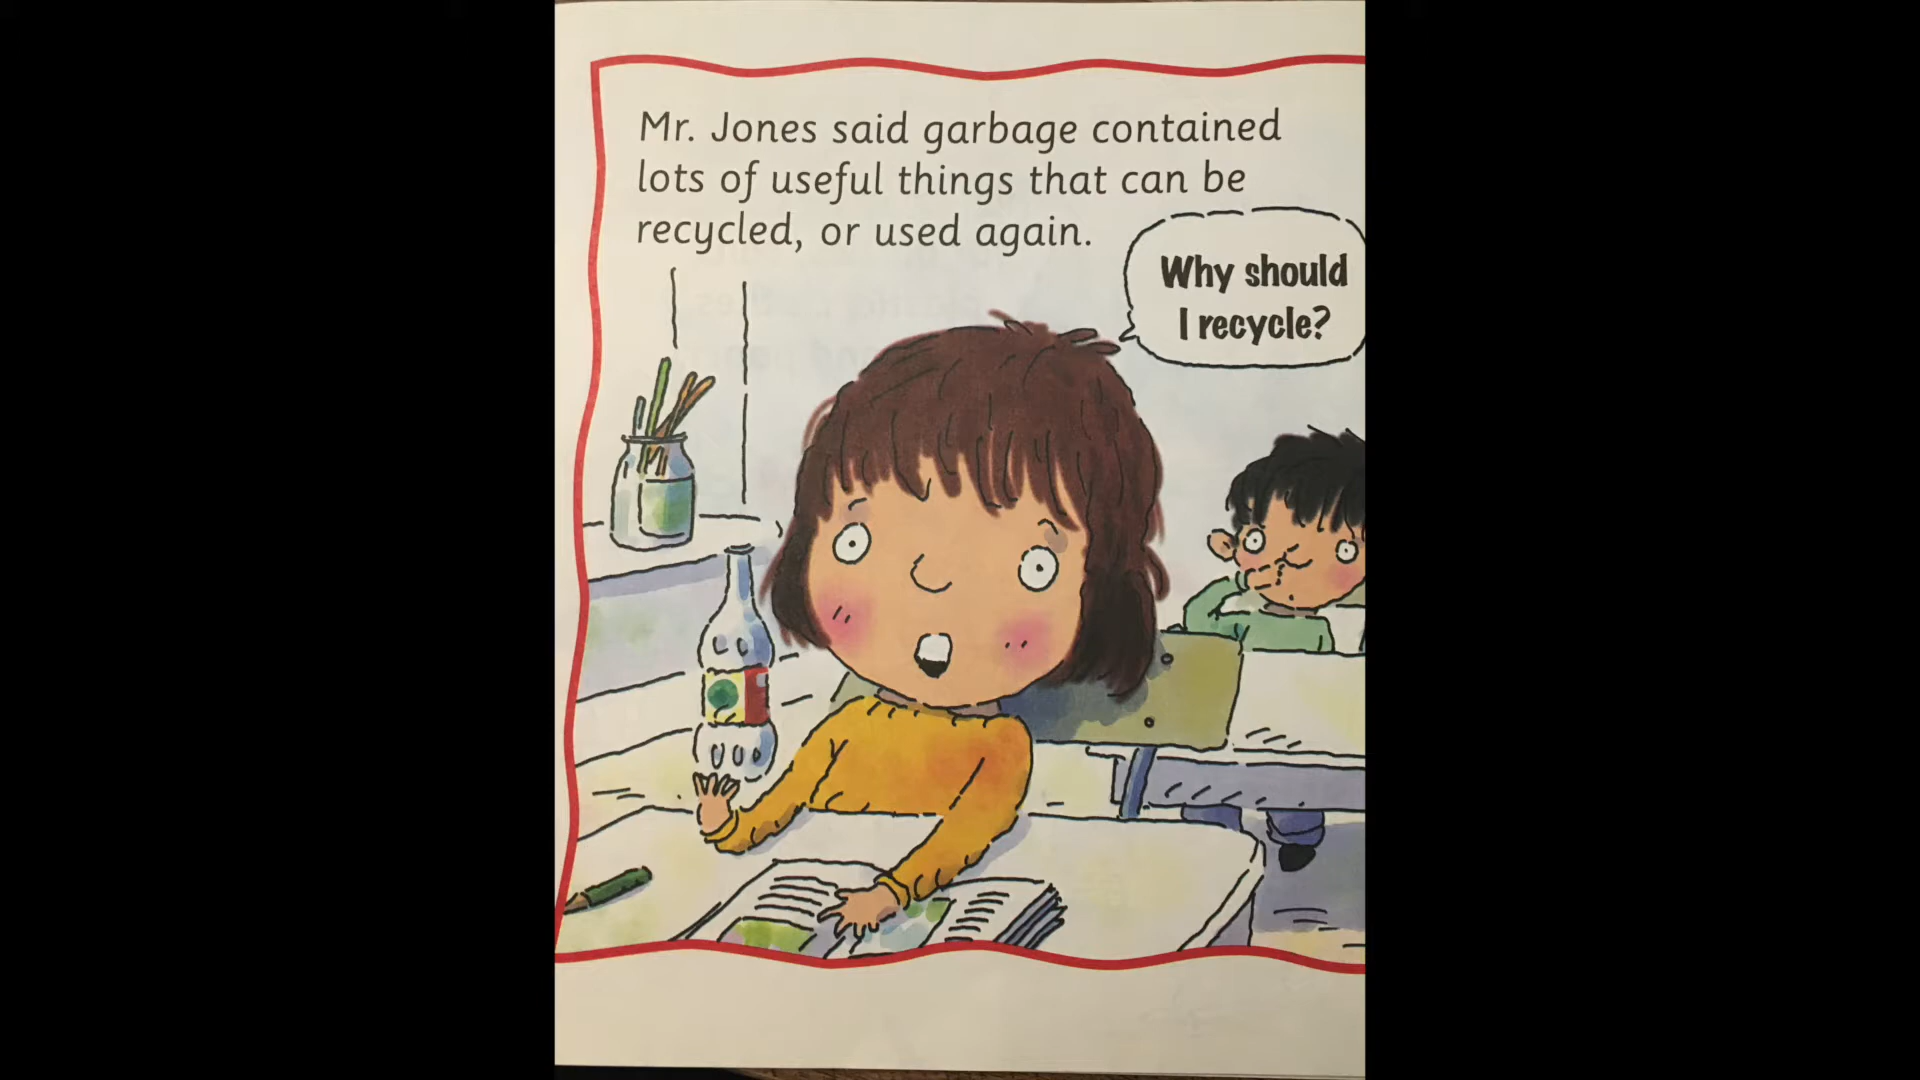 Mr. Jones said garbage contained
lots of useful things that can be
recycled, or used again.
Why should
I recycle?